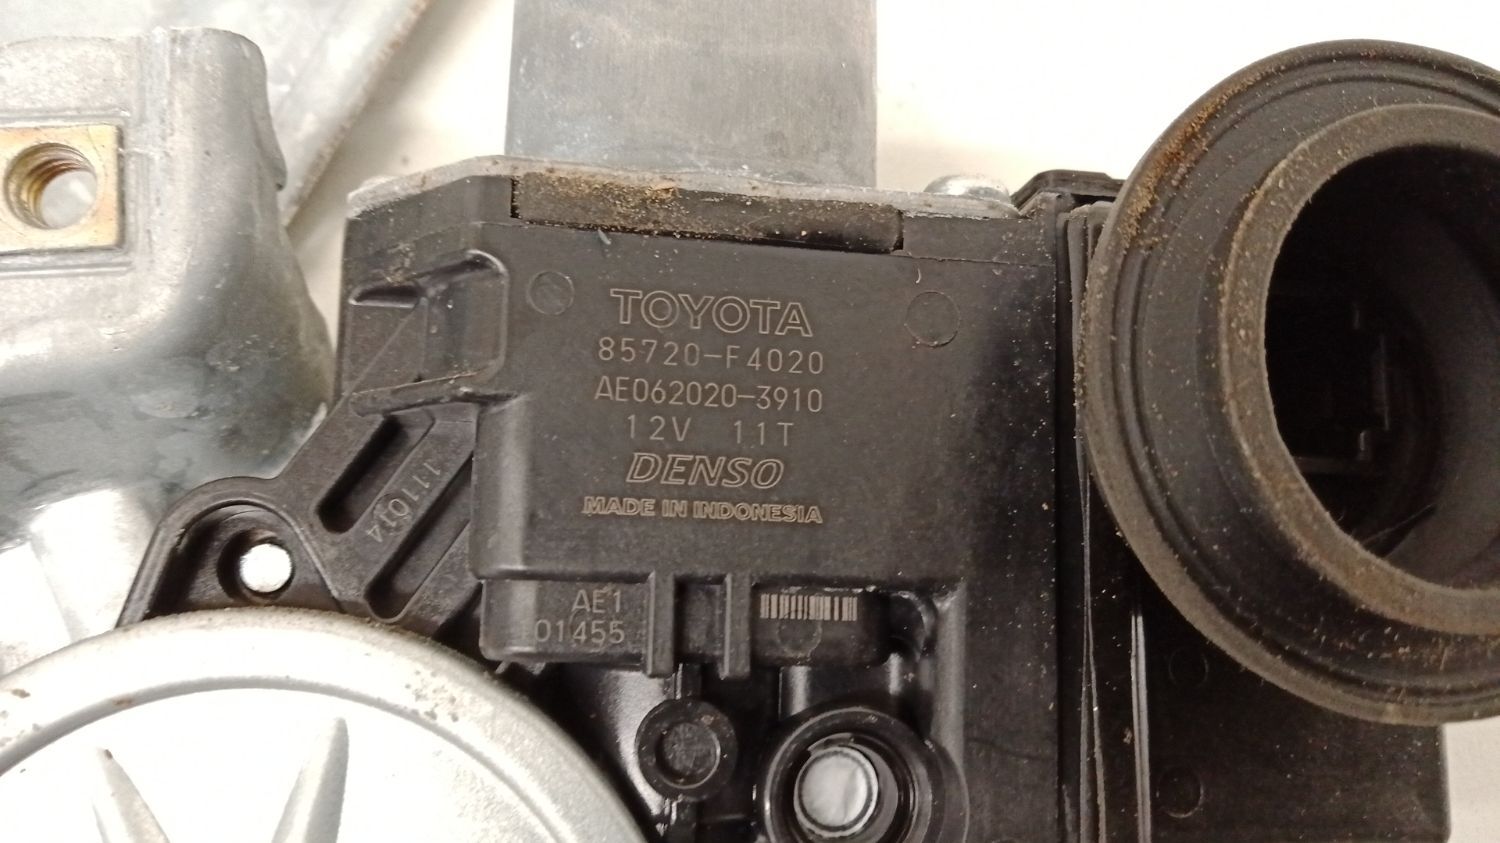 TOYOTA
85720-F4020
AE062020-3910
12V 11T
DENSO
MADE IN INDONESIA
111014
AE1
01455